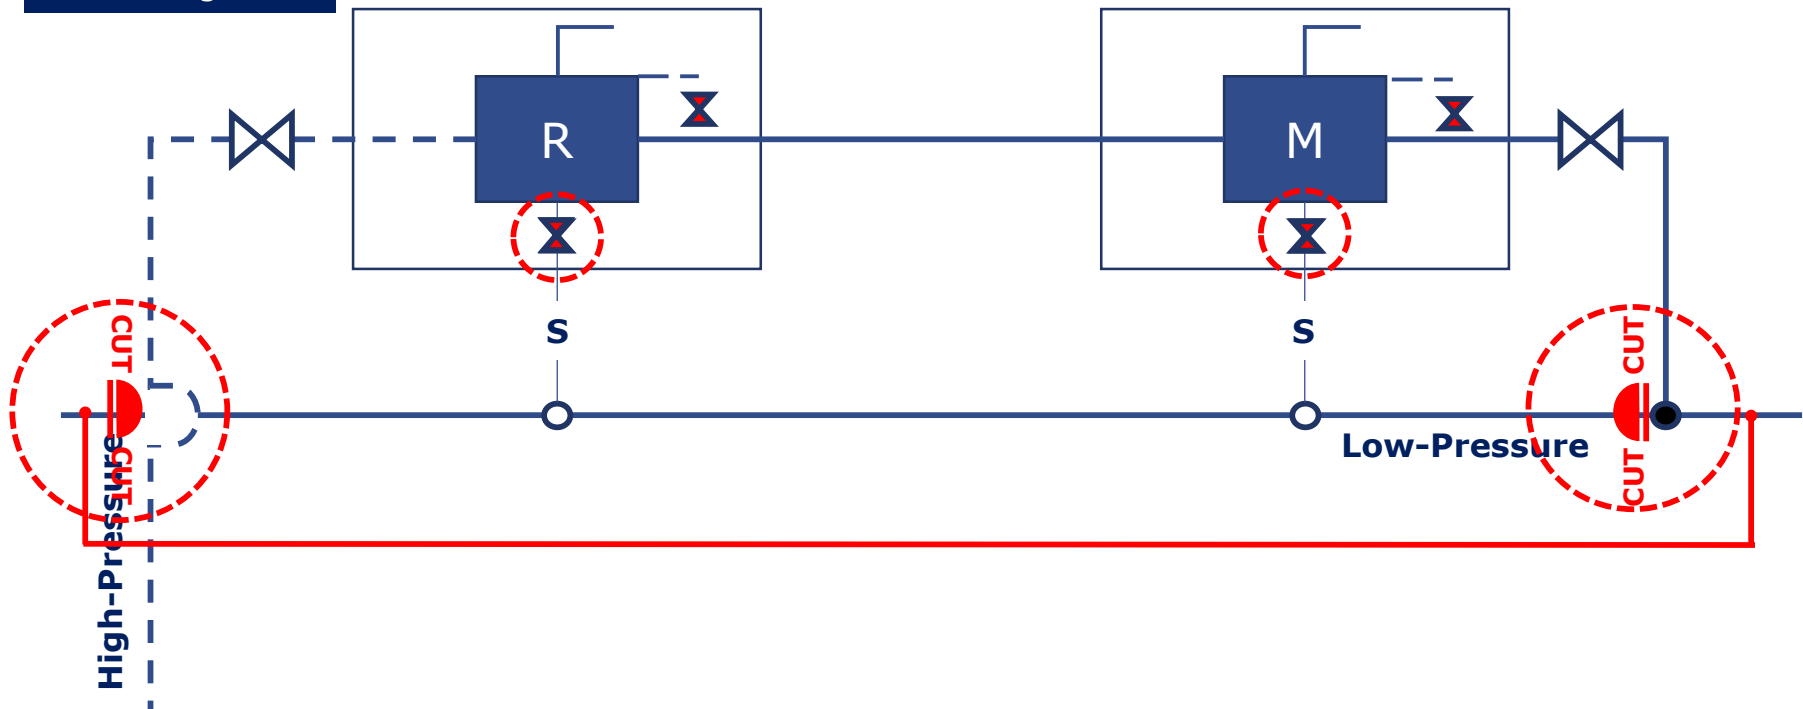 R
M
S
S
CUT
CUT
High-Pressure
Low-Pressure
CUT
CUT